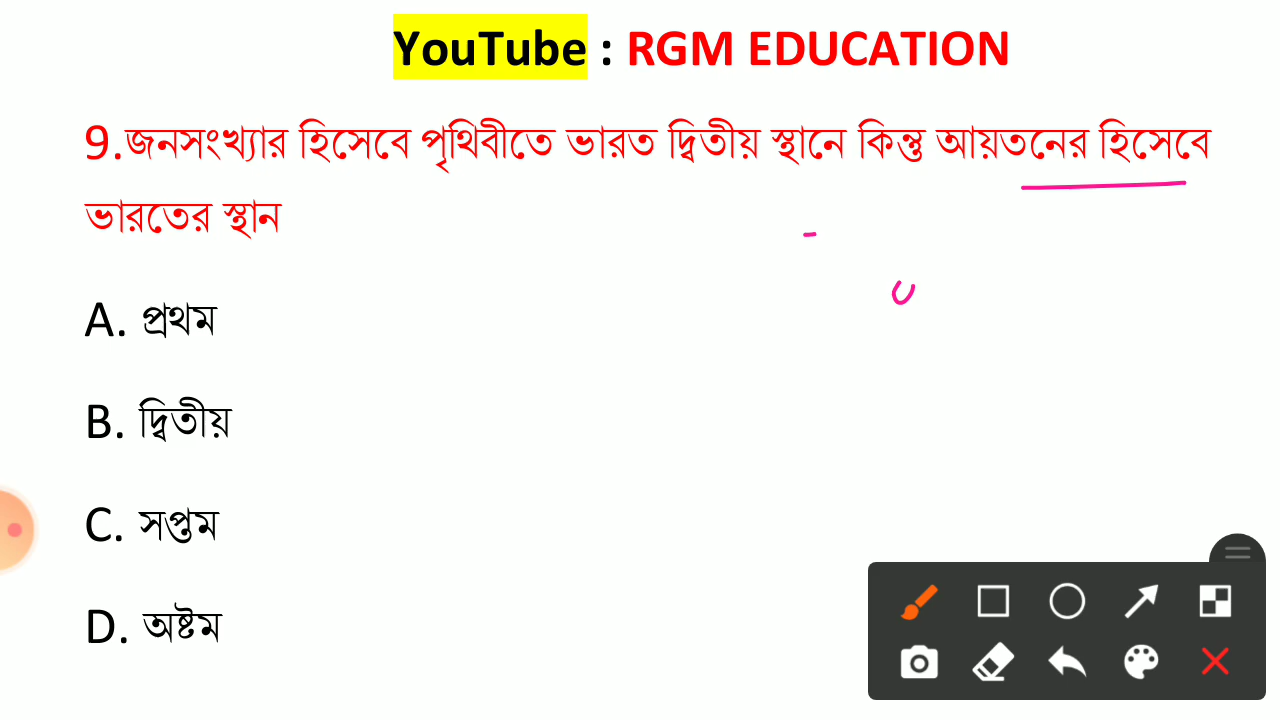 YouTube : RGM EDUCATION
9.জনসংখ্যার হিসেবে পৃথিবীতে ভারত দ্বিতীয় স্থানে কিন্তু আয়তনের হিসেবে
ভারতের স্থান
A. প্রথম
B. দ্বিতীয়
C. সপ্তম
D. অষ্টম